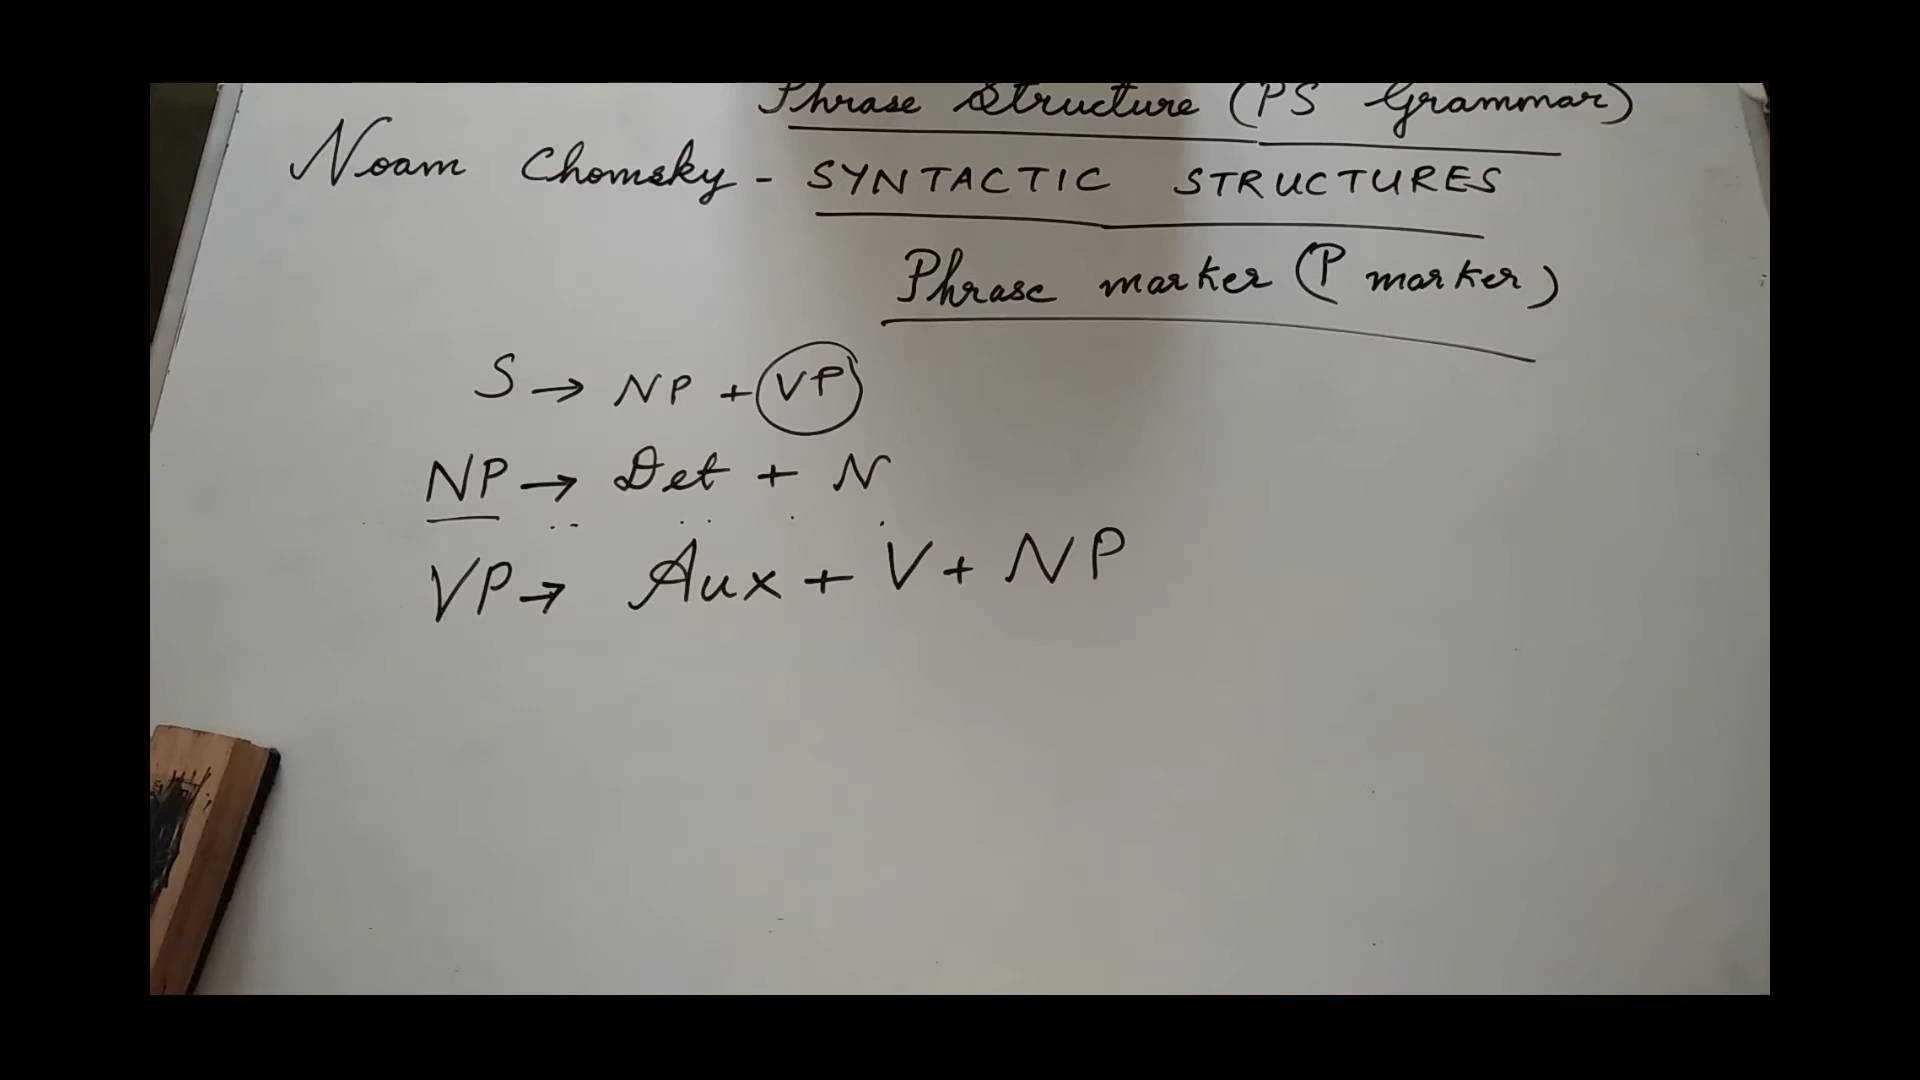 Phrase Structure (PS Grammar)
Noam Chomsky - SYNTACTIC STRUCTURES
Phrase marker (P marker)
S → NP + VP
NP → Det + N
VP → Aux + V + NP